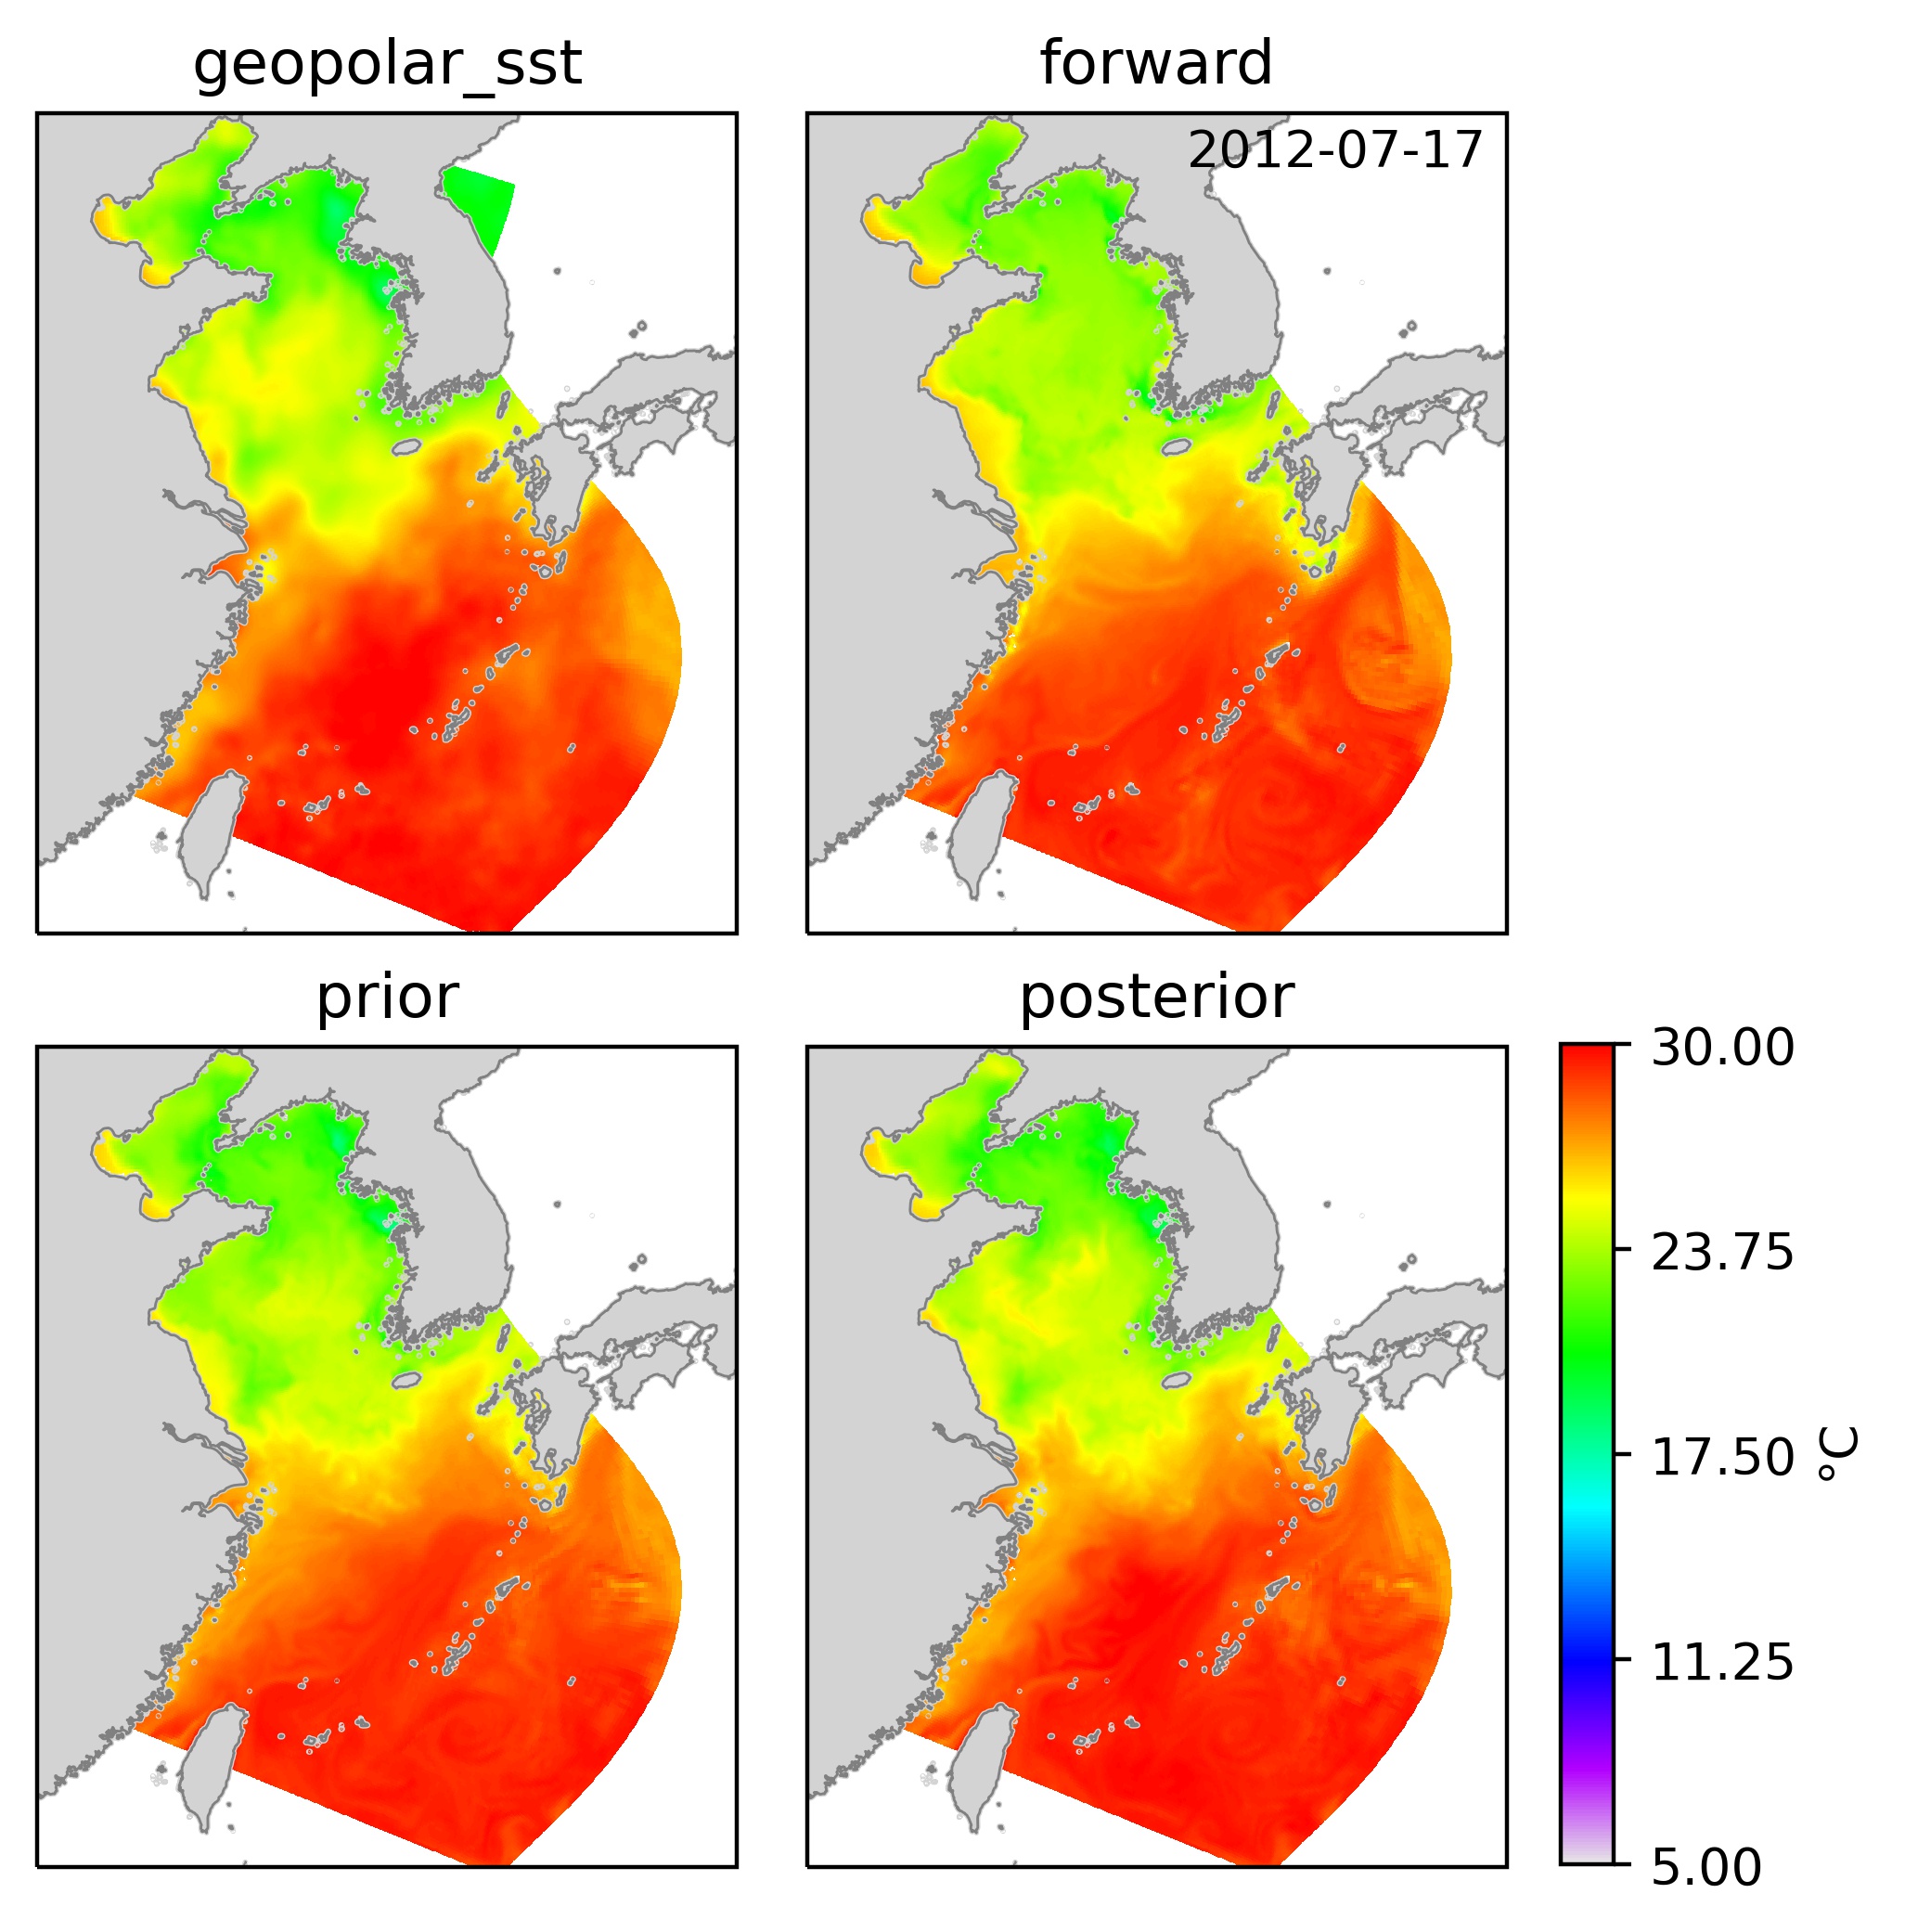 geopolar_sst
forward
2012-07-17
prior
posterior
30.00
23.75
17.50
11.25
5.00
°C